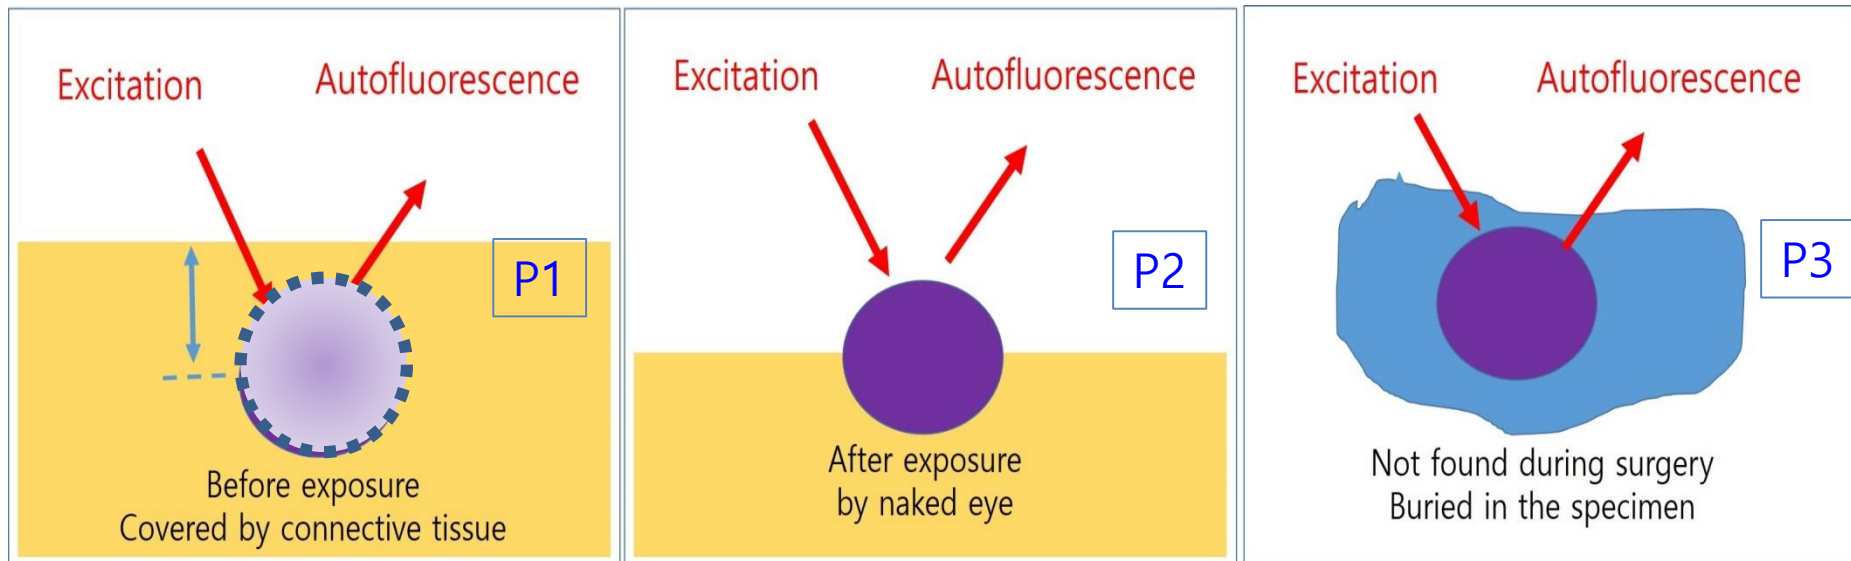 Excitation Autofluorescence
P1
Before exposure
Covered by connective tissue
Excitation Autofluorescence
P2
After exposure
by naked eye
Excitation Autofluorescence
P3
Not found during surgery
Buried in the specimen